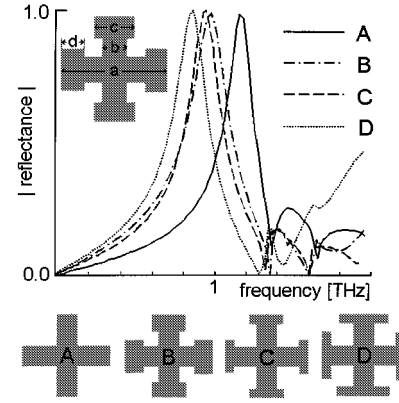 1.0
c
d
b
a
A
B
C
D
| reflectance |
0.0
1
frequency [THz]
A
B
C
D